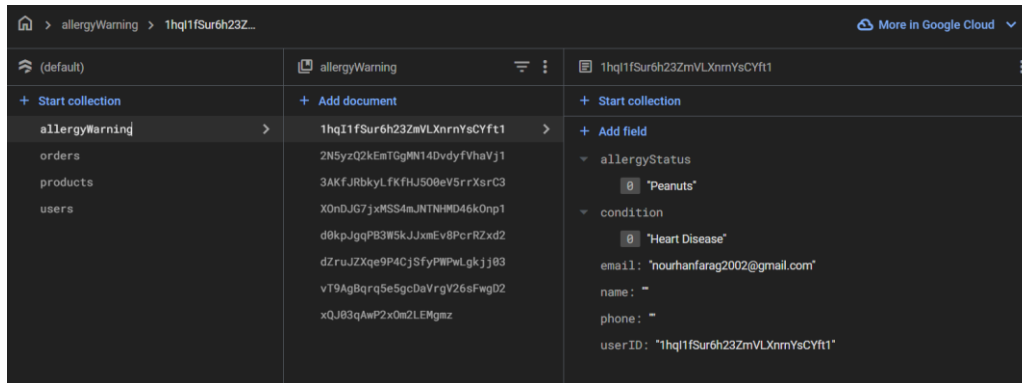 > allergyWarning > 1hqI1fSur6h23Z...
More in Google Cloud
(default)
+ Start collection
allergyWarning >
orders
products
users
allergyWarning
+ Add document
1hqI1fSur6h23ZmVLXnrnYsCYft1 >
2N5yzQ2kEmTGgMN14DvdyfVhaVj1
3AKfJRbkyLfKfHJ5O0eV5rrXsrC3
XOnDJG7jxMSS4mJNTNHMD46kOnp1
d0kpJgqPB3W5kJJxmEv8PcrRZxd2
dZruJZXqe9P4CjSfyPWPwLgkjj03
vT9AgBqrq5e5gcDaVrgV26sFwgD2
xQJ03qAwP2xOm2LEMgmz
1hqI1fSur6h23ZmVLXnrnYsCYft1
+ Start collection
+ Add field
allergyStatus
0 "Peanuts"
condition
0 "Heart Disease"
email: "nourhanfarag2002@gmail.com"
name: ""
phone: ""
userID: "1hqI1fSur6h23ZmVLXnrnYsCYft1"